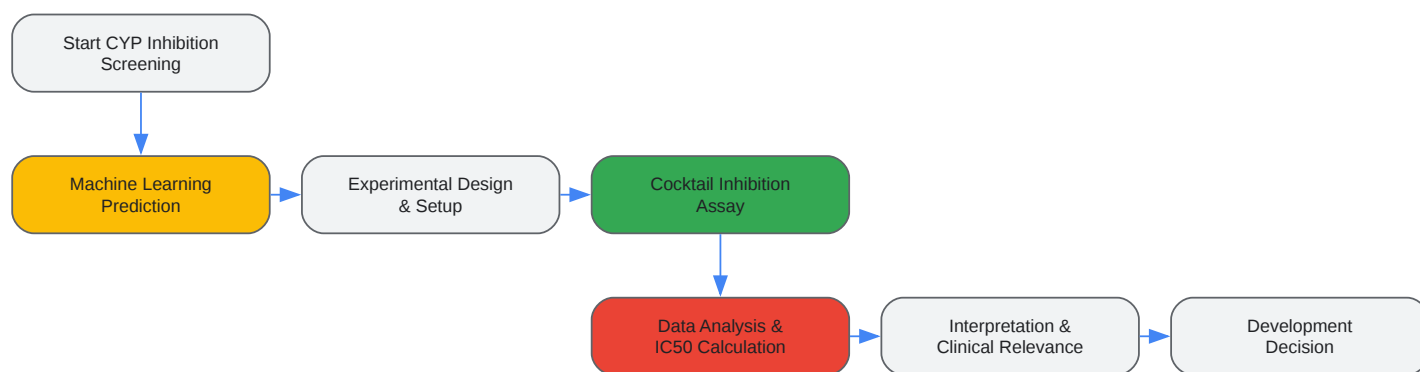 Start CYP Inhibition
Screening
Machine Learning
Prediction
Experimental Design
& Setup
Cocktail Inhibition
Assay
Data Analysis &
IC50 Calculation
Interpretation &
Clinical Relevance
Development
Decision